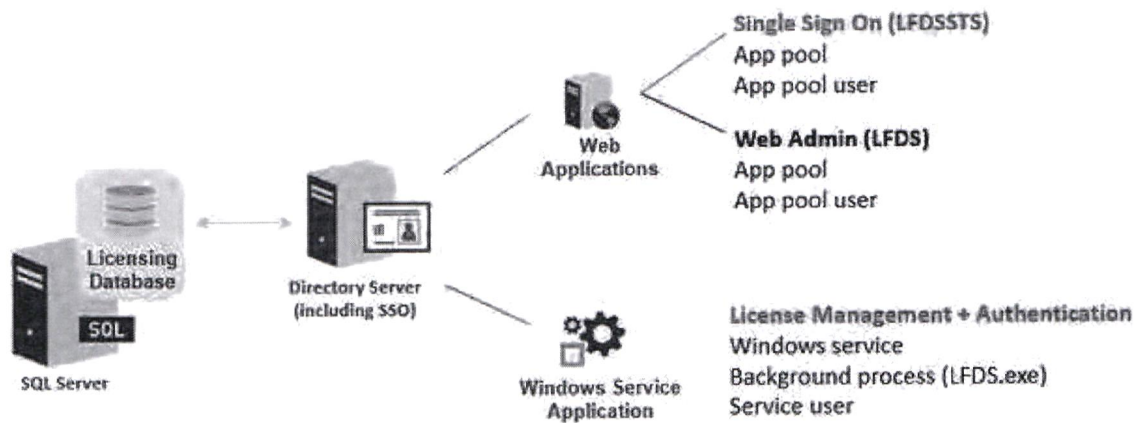 Single Sign On (LFDSSTS)
App pool
App pool user
Web
Applications
Web Admin (LFDS)
App pool
App pool user
Licensing
Database
SQL
SQL Server
Directory Server
(including SSO)
Windows Service
Application
License Management + Authentication
Windows service
Background process (LFDS.exe)
Service user